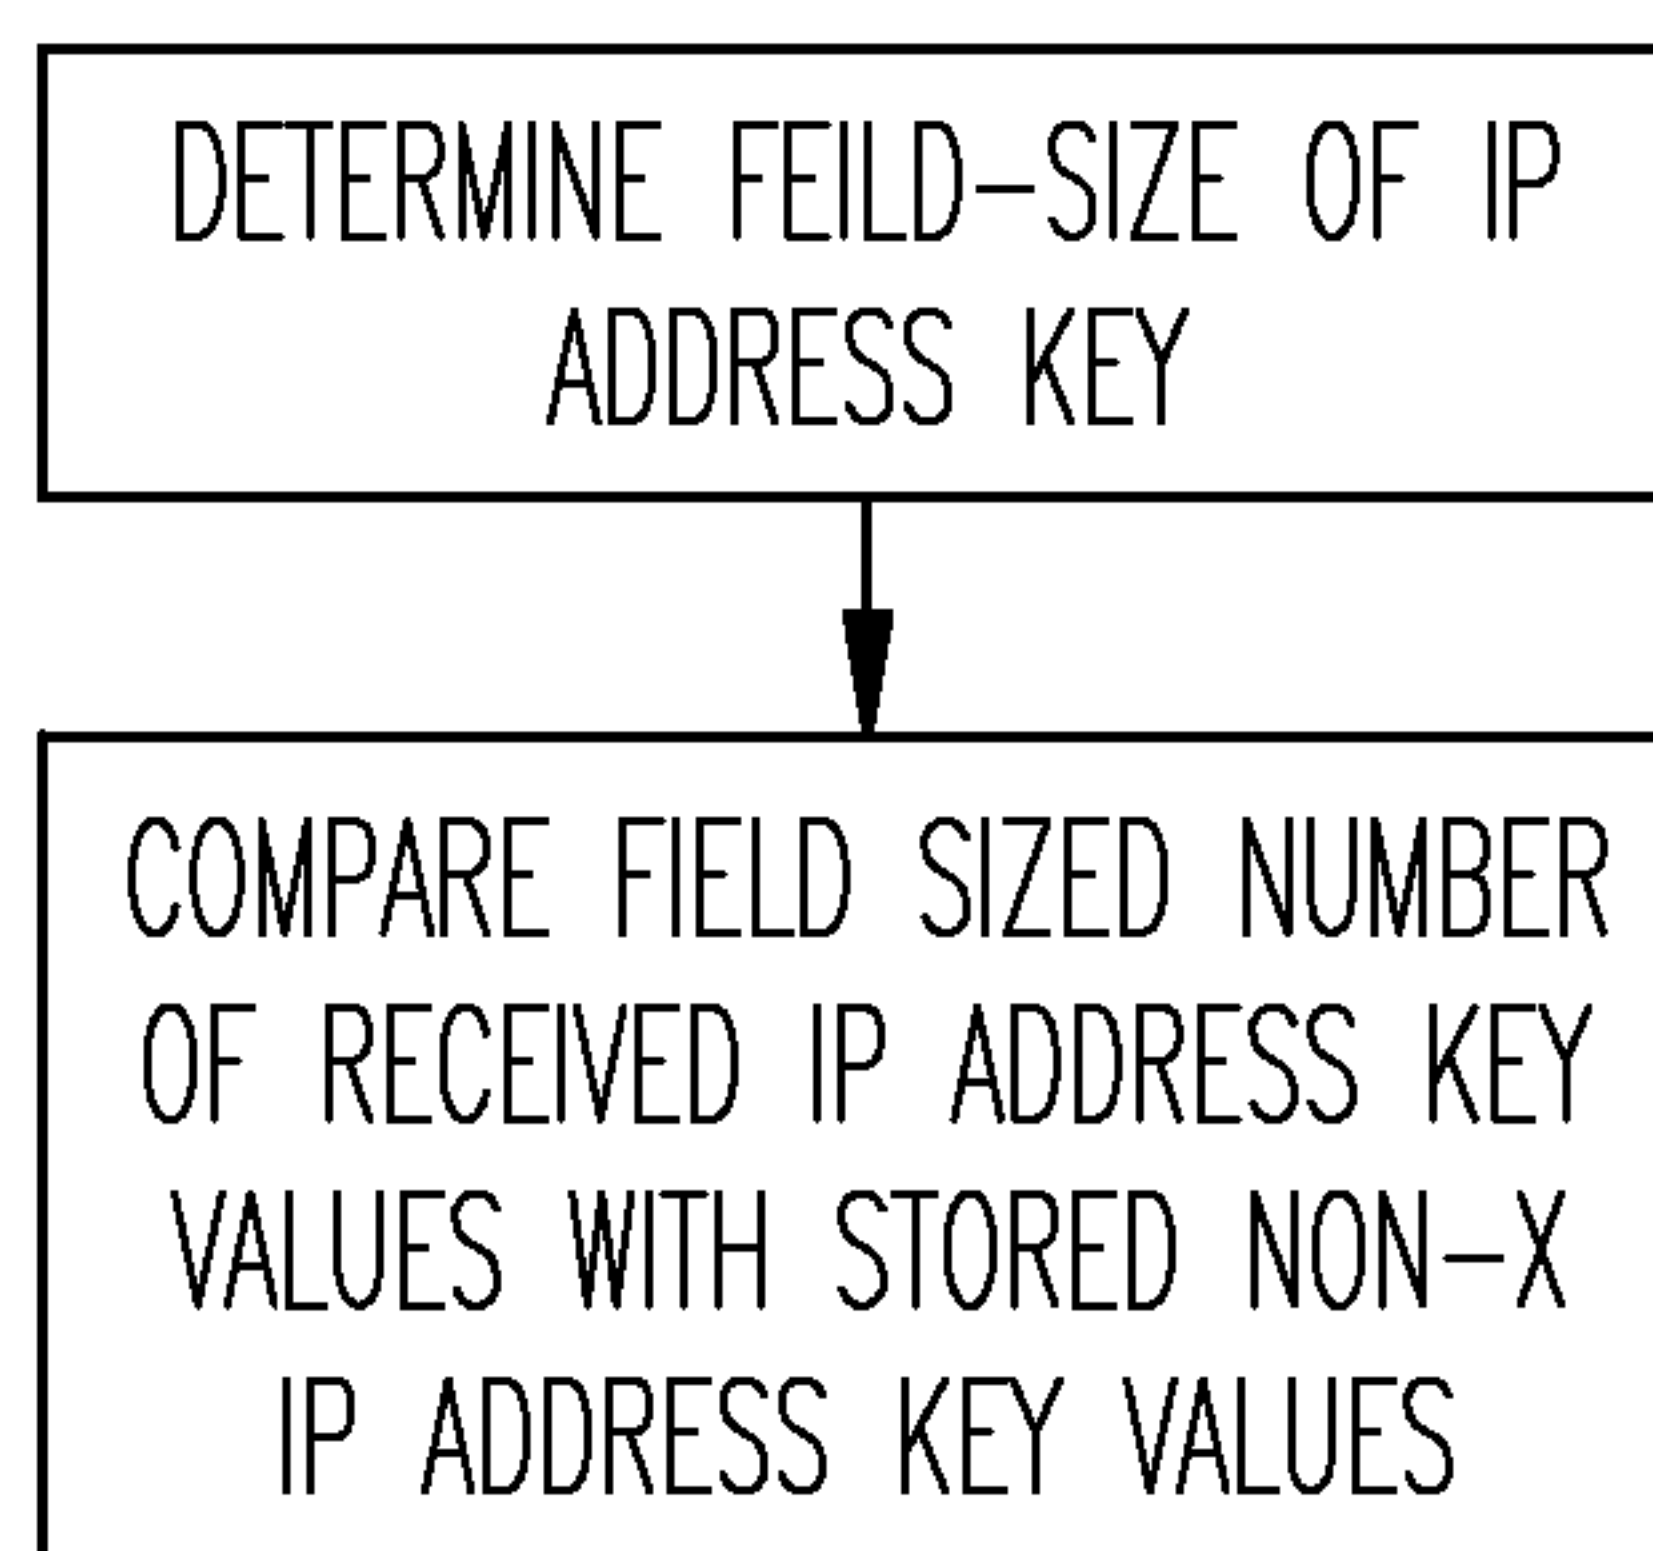 DETERMINE FEILD-SIZE OF IP
ADDRESS KEY
COMPARE FIELD SIZED NUMBER
OF RECEIVED IP ADDRESS KEY
VALUES WITH STORED NON-X
IP ADDRESS KEY VALUES